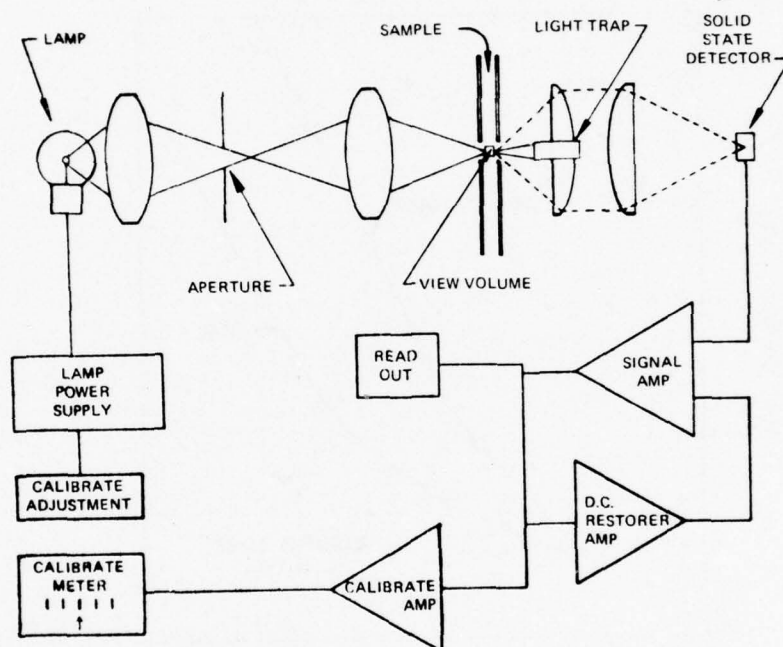 LAMP
SAMPLE
LIGHT TRAP
SOLID
STATE
DETECTOR
APERTURE
VIEW VOLUME
READ
OUT
SIGNAL
AMP
LAMP
POWER
SUPPLY
CALIBRATE
ADJUSTMENT
D.C.
RESTORER
AMP
CALIBRATE
METER
CALIBRATE
AMP